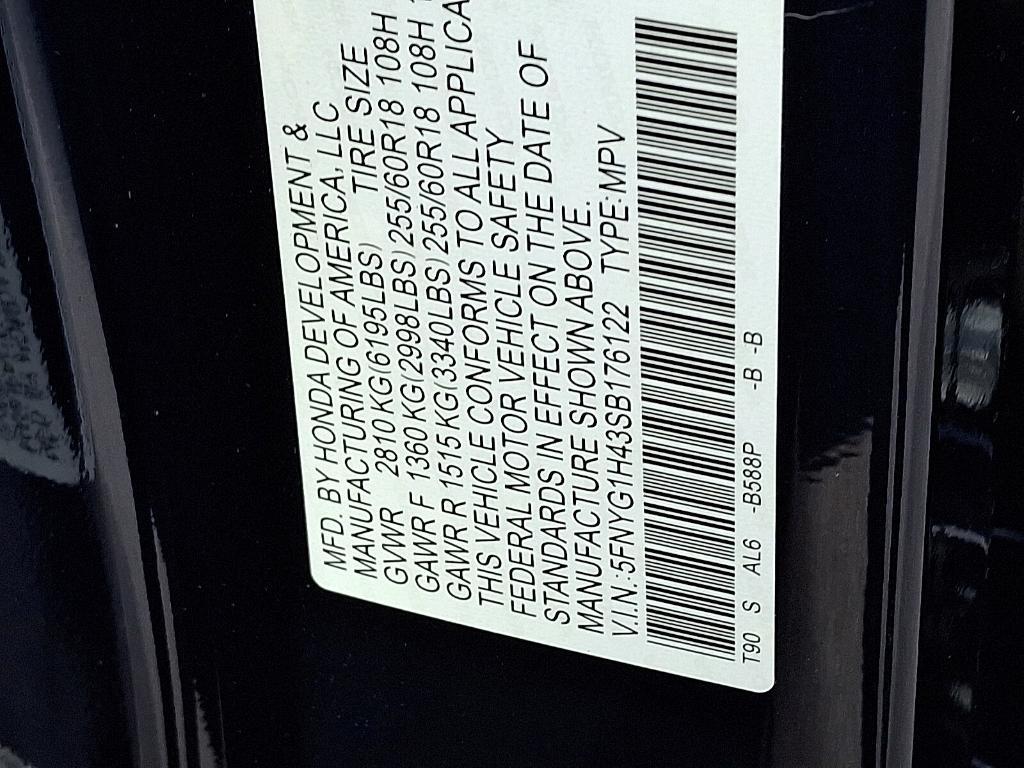 MFD. BY HONDA DEVELOPMENT &
MANUFACTURING OF AMERICA, LLC
GVWR 2810 KG(6195LBS) TIRE SIZE
GAWR F 1360 KG(2998LBS) 255/60R18 108H
GAWR R 1515 KG(3340LBS) 255/60R18 108H
THIS VEHICLE CONFORMS TO ALL APPLICA
FEDERAL MOTOR VEHICLE SAFETY
STANDARDS IN EFFECT ON THE DATE OF
MANUFACTURE SHOWN ABOVE.
V.I.N.:5FNYG1H43SB176122 TYPE:MPV
T90 S AL6 -B588P -B -B